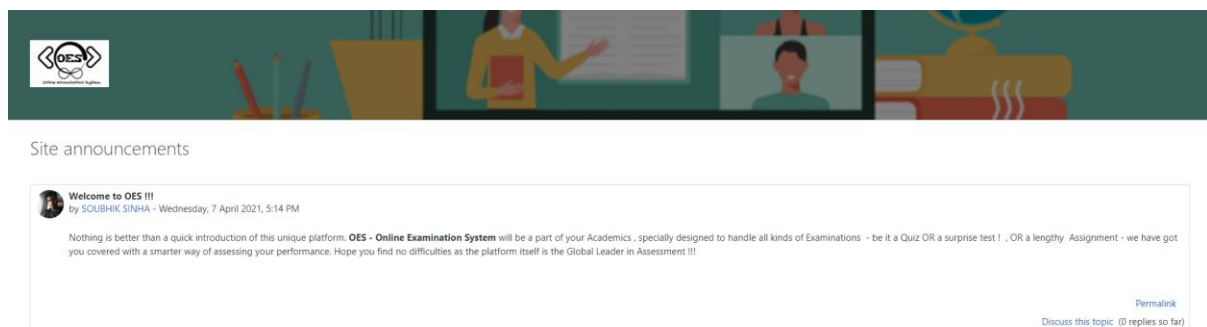 OES
Online Examination System
Site announcements
Welcome to OES !!!
by SOUBHIK SINHA - Wednesday, 7 April 2021, 5:14 PM
Nothing is better than a quick introduction of this unique platform. OES - Online Examination System will be a part of your Academics , specially designed to handle all kinds of Examinations - be it a Quiz OR a surprise test ! , OR a lengthy Assignment - we have got
you covered with a smarter way of assessing your performance. Hope you find no difficulties as the platform itself is the Global Leader in Assessment !!!
Permalink
Discuss this topic (0 replies so far)